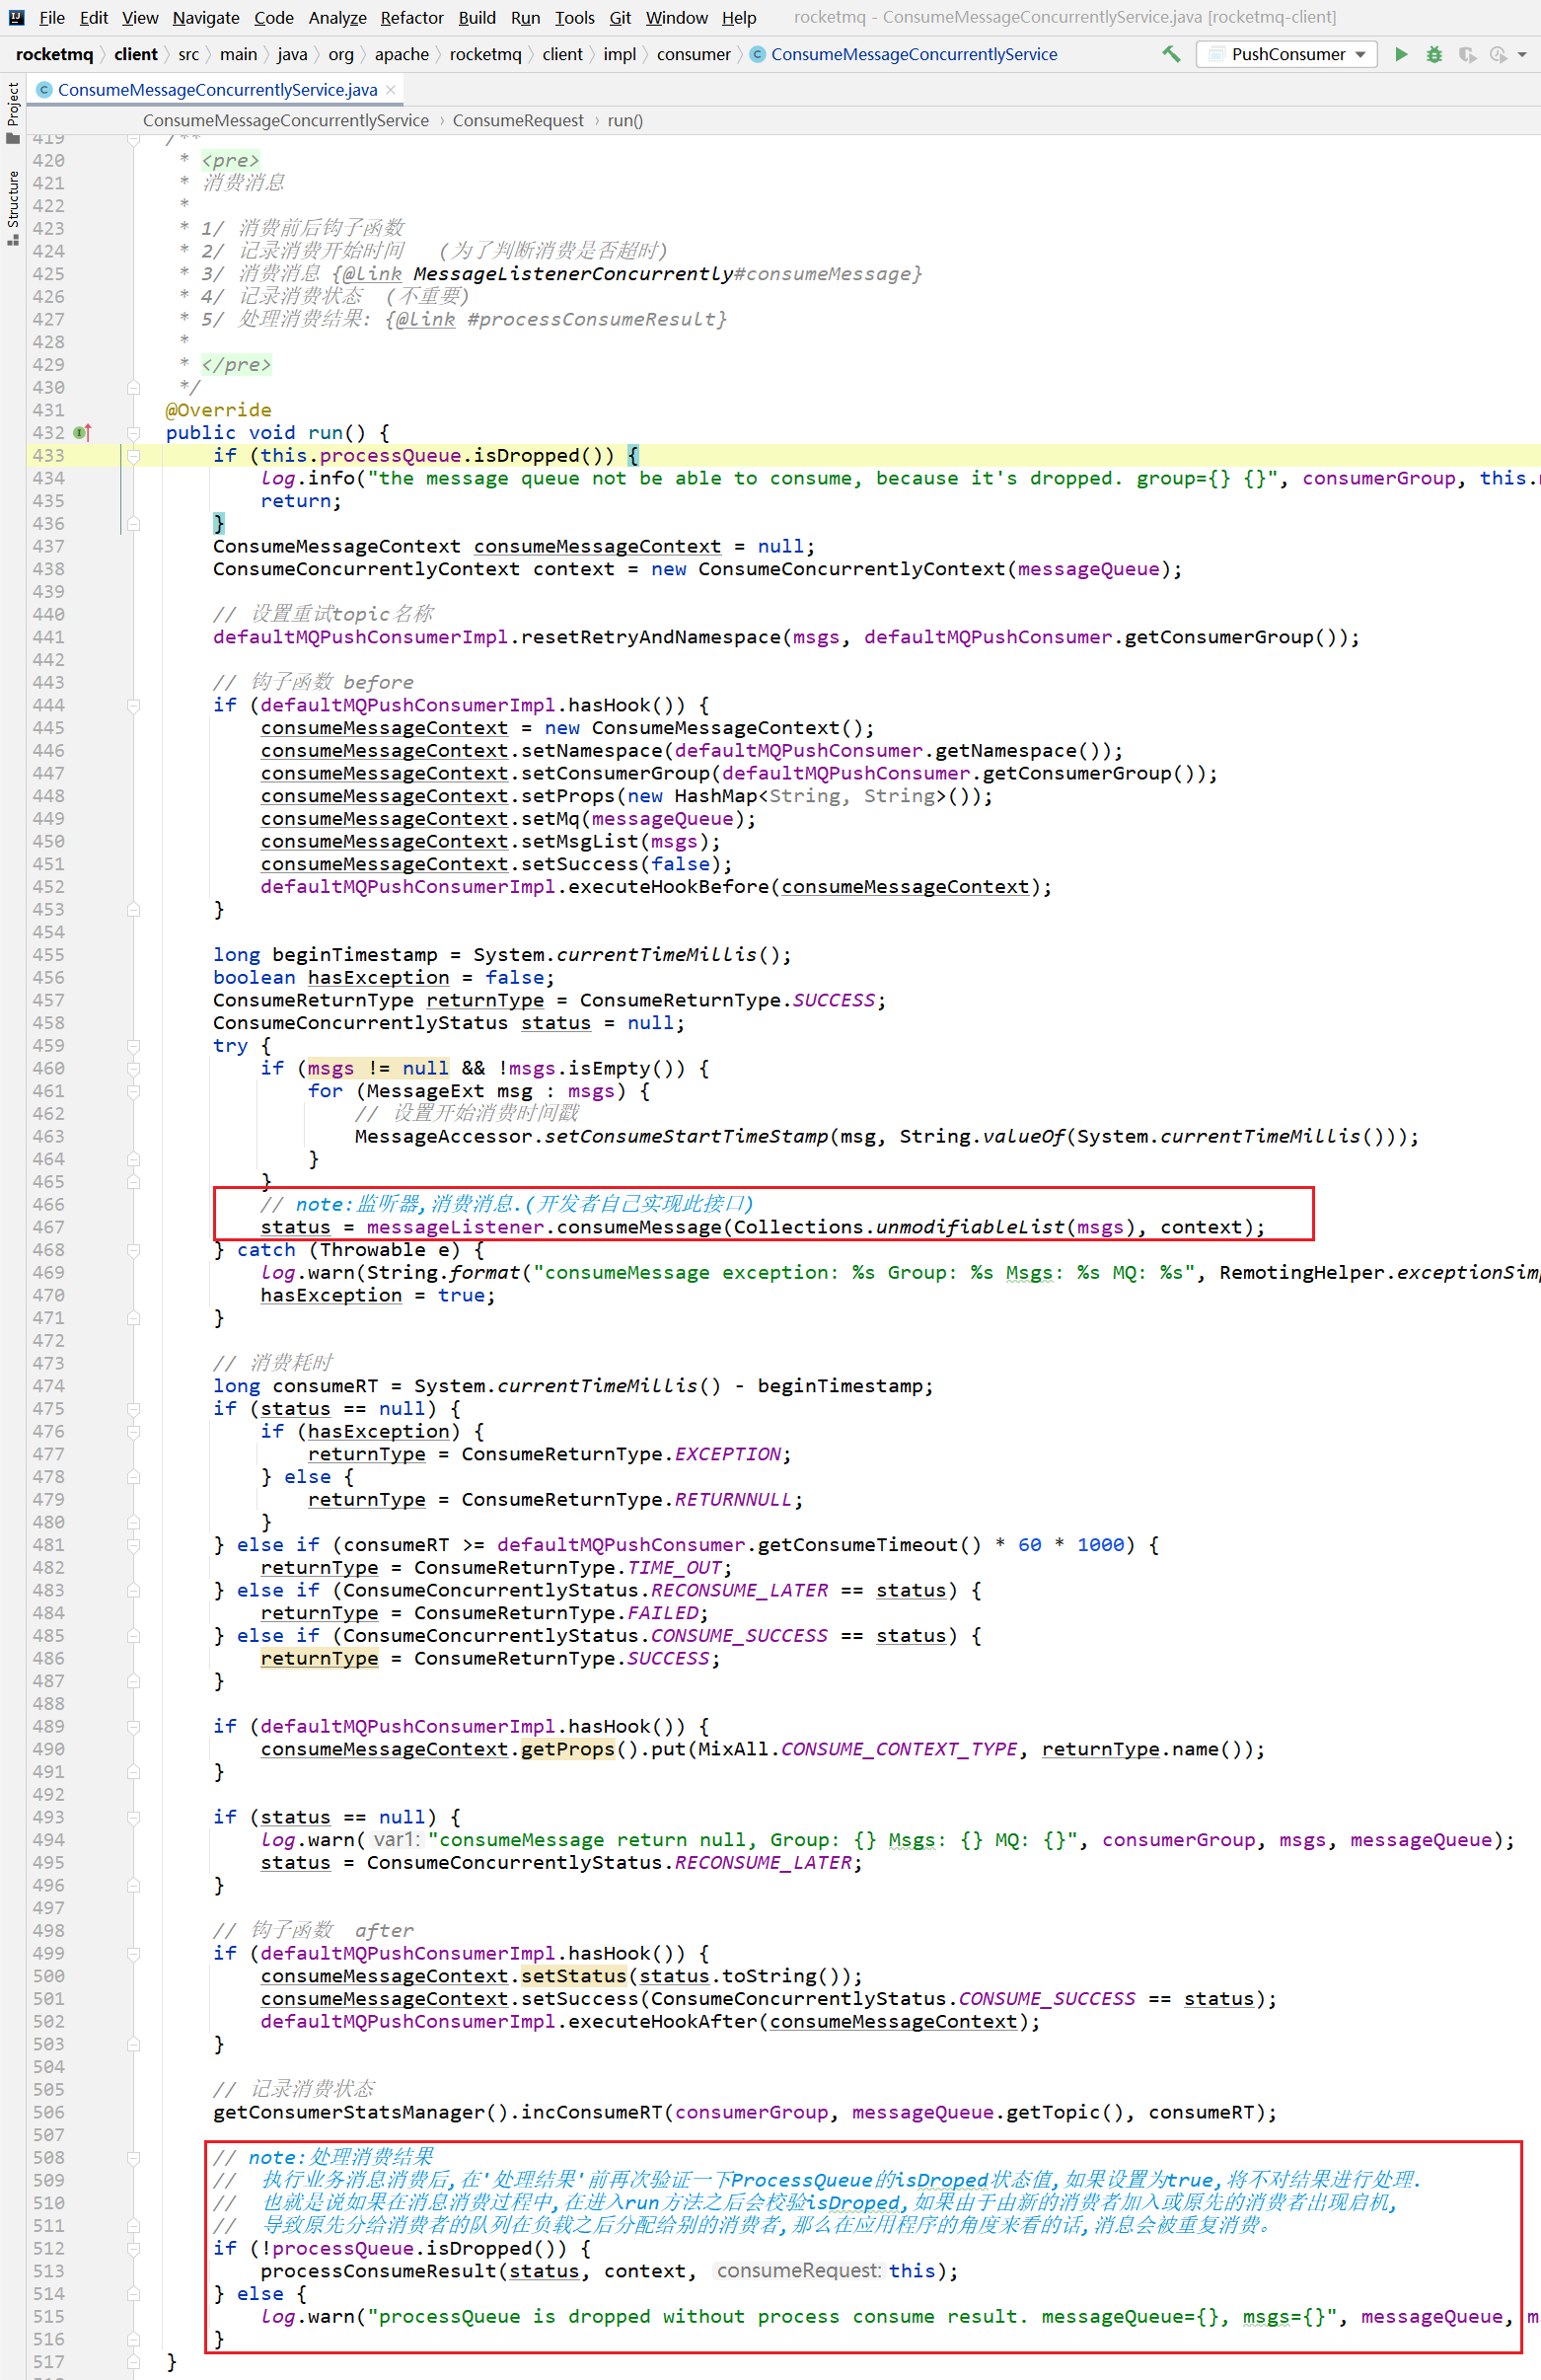 File Edit View Navigate Code Analyze Refactor Build Run Tools Git Window Help rocketmq - ConsumeMessageConcurrentlyService.java [rocketmq-client]
rocketmq client src main java org apache rocketmq client impl consumer ConsumeMessageConcurrentlyService PushConsumer
ConsumeMessageConcurrentlyService.java
Project
Structure
ConsumeMessageConcurrentlyService › ConsumeRequest › run()
419 /**
420 * <pre>
421 * 消费消息
422 *
423 * 1/ 消费前后钩子函数
424 * 2/ 记录消费开始时间 (为了判断消费是否超时)
425 * 3/ 消费消息 {@link MessageListenerConcurrently#consumeMessage}
426 * 4/ 记录消费状态 (不重要)
427 * 5/ 处理消费结果: {@link #processConsumeResult}
428 *
429 * </pre>
430 */
431 @Override
432 public void run() {
433 if (this.processQueue.isDropped()) {
434 log.info("the message queue not be able to consume, because it's dropped. group={} {}", consumerGroup, this.
435 return;
436 }
437 ConsumeMessageContext consumeMessageContext = null;
438 ConsumeConcurrentlyContext context = new ConsumeConcurrentlyContext(messageQueue);
439
440 // 设置重试topic名称
441 defaultMQPushConsumerImpl.resetRetryAndNamespace(msgs, defaultMQPushConsumer.getConsumerGroup());
442
443 // 钩子函数 before
444 if (defaultMQPushConsumerImpl.hasHook()) {
445 consumeMessageContext = new ConsumeMessageContext();
446 consumeMessageContext.setNamespace(defaultMQPushConsumer.getNamespace());
447 consumeMessageContext.setConsumerGroup(defaultMQPushConsumer.getConsumerGroup());
448 consumeMessageContext.setProps(new HashMap<String, String>());
449 consumeMessageContext.setMq(messageQueue);
450 consumeMessageContext.setMsgList(msgs);
451 consumeMessageContext.setSuccess(false);
452 defaultMQPushConsumerImpl.executeHookBefore(consumeMessageContext);
453 }
454
455 long beginTimestamp = System.currentTimeMillis();
456 boolean hasException = false;
457 ConsumeReturnType returnType = ConsumeReturnType.SUCCESS;
458 ConsumeConcurrentlyStatus status = null;
459 try {
460 if (msgs != null && !msgs.isEmpty()) {
461 for (MessageExt msg : msgs) {
462 // 设置开始消费时间戳
463 MessageAccessor.setConsumeStartTimeStamp(msg, String.valueOf(System.currentTimeMillis()));
464 }
465 }
466 // note:监听器,消费消息.(开发者自己实现此接口)
467 status = messageListener.consumeMessage(Collections.unmodifiableList(msgs), context);
468 } catch (Throwable e) {
469 log.warn(String.format("consumeMessage exception: %s Group: %s Msgs: %s MQ: %s", RemotingHelper.exceptionSim
470 hasException = true;
471 }
472
473 // 消费耗时
474 long consumeRT = System.currentTimeMillis() - beginTimestamp;
475 if (status == null) {
476 if (hasException) {
477 returnType = ConsumeReturnType.EXCEPTION;
478 } else {
479 returnType = ConsumeReturnType.RETURNNULL;
480 }
481 } else if (consumeRT >= defaultMQPushConsumer.getConsumeTimeout() * 60 * 1000) {
482 returnType = ConsumeReturnType.TIME_OUT;
483 } else if (ConsumeConcurrentlyStatus.RECONSUME_LATER == status) {
484 returnType = ConsumeReturnType.FAILED;
485 } else if (ConsumeConcurrentlyStatus.CONSUME_SUCCESS == status) {
486 returnType = ConsumeReturnType.SUCCESS;
487 }
488
489 if (defaultMQPushConsumerImpl.hasHook()) {
490 consumeMessageContext.getProps().put(MixAll.CONSUME_CONTEXT_TYPE, returnType.name());
491 }
492
493 if (status == null) {
494 log.warn( var1: "consumeMessage return null, Group: {} Msgs: {} MQ: {}", consumerGroup, msgs, messageQueue);
495 status = ConsumeConcurrentlyStatus.RECONSUME_LATER;
496 }
497
498 // 钩子函数 after
499 if (defaultMQPushConsumerImpl.hasHook()) {
500 consumeMessageContext.setStatus(status.toString());
501 consumeMessageContext.setSuccess(ConsumeConcurrentlyStatus.CONSUME_SUCCESS == status);
502 defaultMQPushConsumerImpl.executeHookAfter(consumeMessageContext);
503 }
504
505 // 记录消费状态
506 getConsumerStatsManager().incConsumeRT(consumerGroup, messageQueue.getTopic(), consumeRT);
507
508 // note:处理消费结果
509 // 执行业务消息消费后,在'处理结果'前再次验证一下ProcessQueue的isDroped状态值,如果设置为true,将不对结果进行处理.
510 // 也就是说如果在消息消费过程中,在进入run方法之后会校验isDroped,如果由于由新的消费者加入或原先的消费者出现启机,
511 // 导致原先分给消费者的队列在负载之后分配给别的消费者,那么在应用程序的角度来看的话,消息会被重复消费。
512 if (!processQueue.isDropped()) {
513 processConsumeResult(status, context, consumeRequest: this);
514 } else {
515 log.warn("processQueue is dropped without process consume result. messageQueue={}, msgs={}", messageQueue, m
516 }
517 }